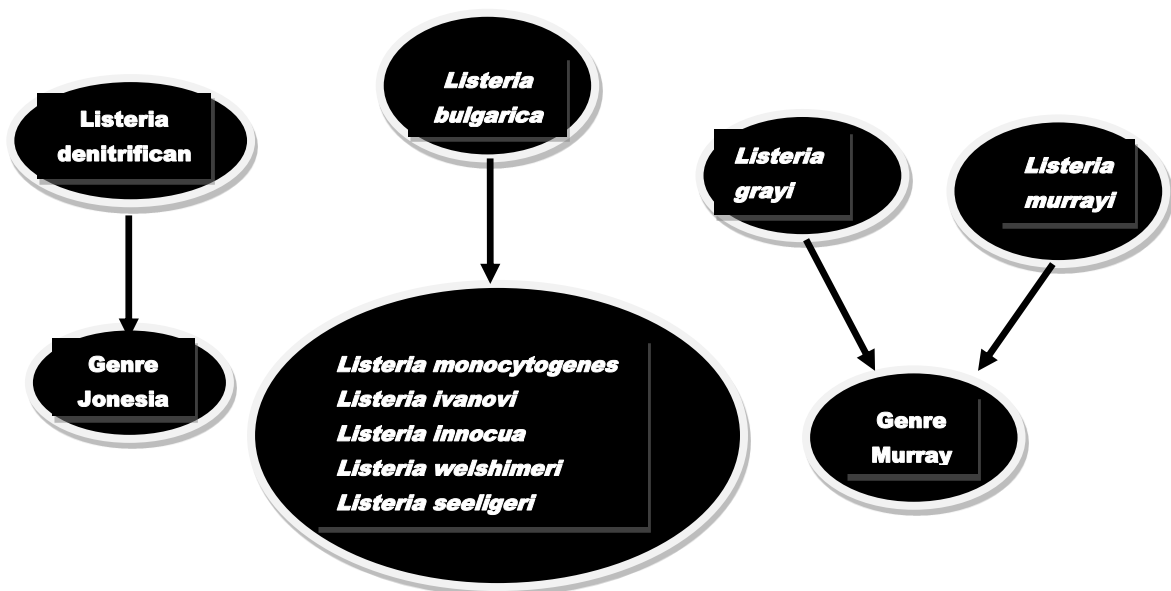 Listeria
denitrifican
Listeria
bulgarica
Listeria
grayi
Listeria
murrayi
Genre
Jonesia
Listeria monocytogenes
Listeria ivanovi
Listeria innocua
Listeria welshimeri
Listeria seeligeri
Genre
Murray